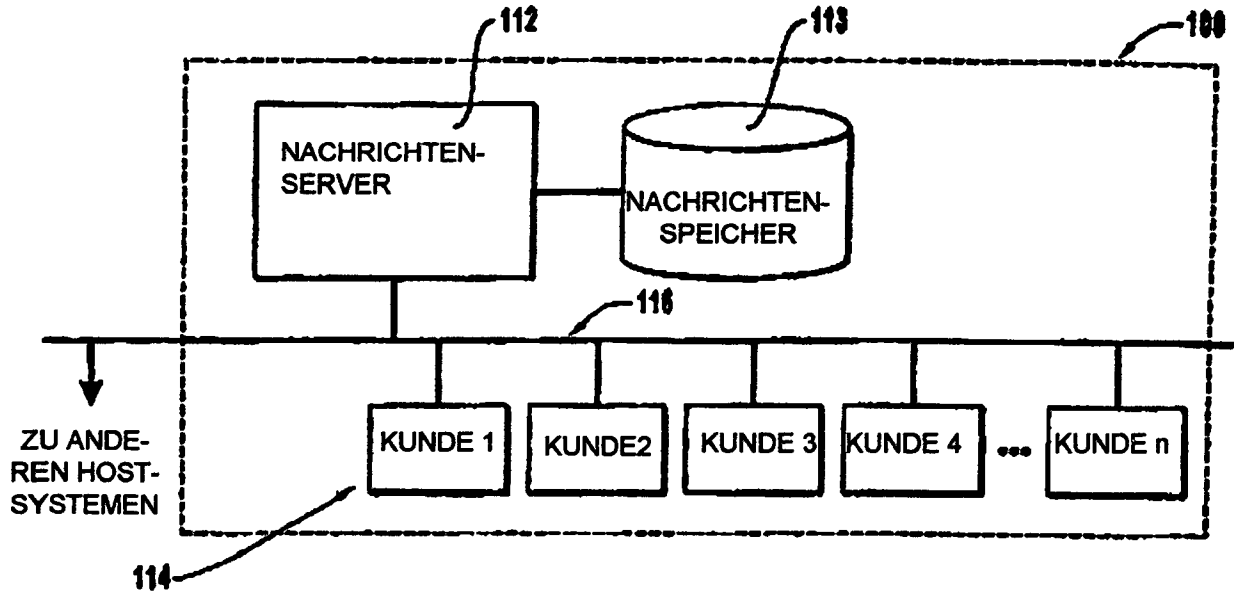 112
113
100
NACHRICHTEN-
SERVER
NACHRICHTEN-
SPEICHER
116
KUNDE 1
KUNDE2
KUNDE 3
KUNDE 4
...
KUNDE n
ZU ANDE-
REN HOST-
SYSTEMEN
114